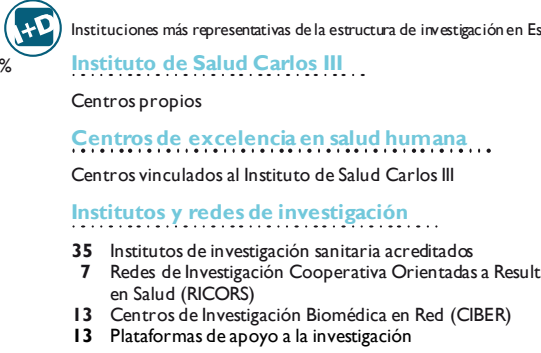 I+D
Instituciones más representativas de la estructura de investigación en Es
%
Instituto de Salud Carlos III
Centros propios
Centros de excelencia en salud humana
Centros vinculados al Instituto de Salud Carlos III
Institutos y redes de investigación
35 Institutos de investigación sanitaria acreditados
7 Redes de Investigación Cooperativa Orientadas a Result
en Salud (RICORS)
13 Centros de Investigación Biomédica en Red (CIBER)
13 Plataformas de apoyo a la investigación